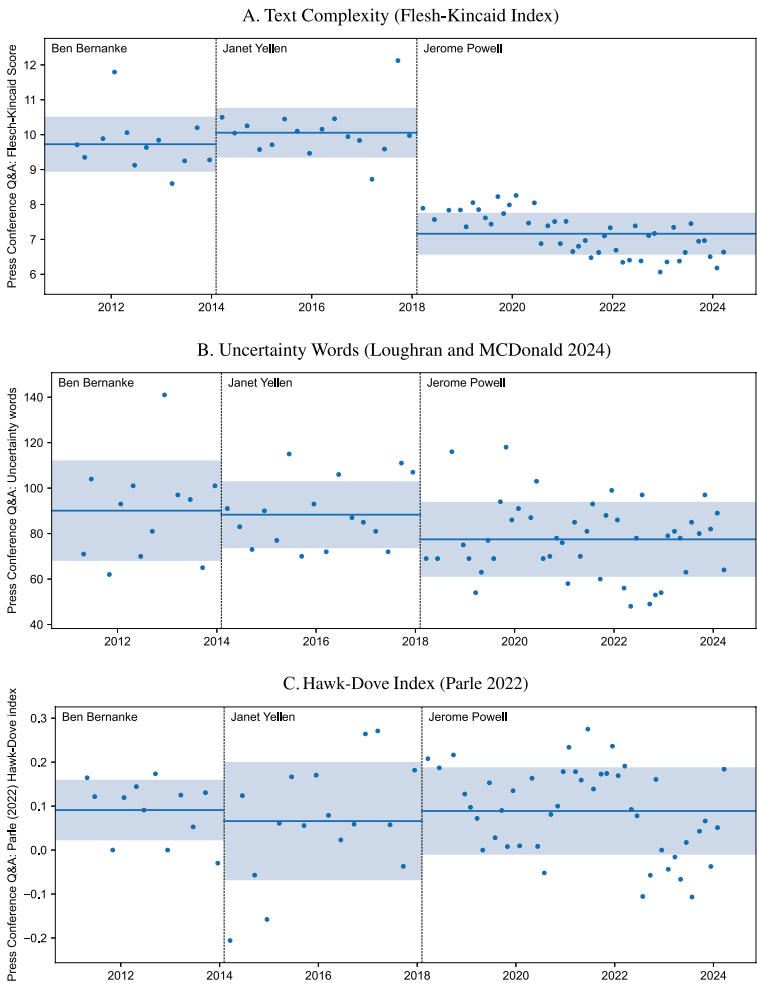 A. Text Complexity (Flesh-Kincaid Index)
Press Conference Q&A: Flesch-Kincaid Score
Ben Bernanke
Janet Yellen
Jerome Powell
12
11
10
9
8
7
6
2012
2014
2016
2018
2020
2022
2024
B. Uncertainty Words (Loughran and MCDonald 2024)
Press Conference Q&A: Uncertainty words
Ben Bernanke
Janet Yellen
Jerome Powell
140
120
100
80
60
40
2012
2014
2016
2018
2020
2022
2024
C. Hawk-Dove Index (Parle 2022)
Press Conference Q&A: Parle (2022) Hawk-Dove index
Ben Bernanke
Janet Yellen
Jerome Powell
0,3
0,2
0,1
0,0
−0,1
−0,2
2012
2014
2016
2018
2020
2022
2024